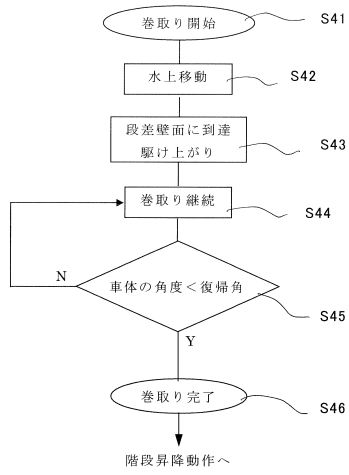 巻取り開始
S41
水上移動
S42
段差壁面に到達
駆け上がり
S43
巻取り継続
S44
N
車体の角度＜復帰角
S45
Y
巻取り完了
S46
階段昇降動作へ